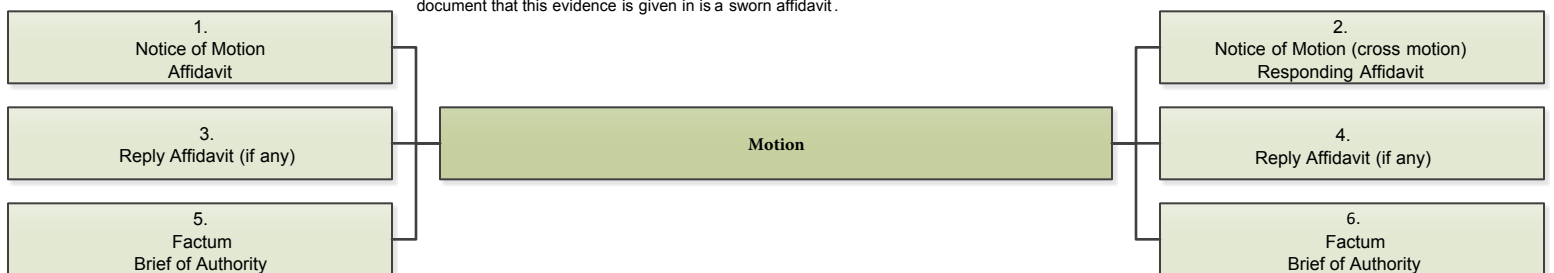 document that this evidence is given in is a sworn affidavit.
1.
Notice of Motion
Affidavit
2.
Notice of Motion (cross motion)
Responding Affidavit
3.
Reply Affidavit (if any)
Motion
4.
Reply Affidavit (if any)
5.
Factum
Brief of Authority
6.
Factum
Brief of Authority